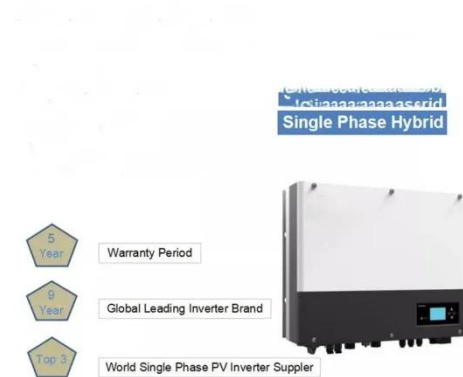 Single Phase Hybrid
5
Year
Warranty Period
9
Year
Global Leading Inverter Brand
Top 3
World Single Phase PV Inverter Suppler